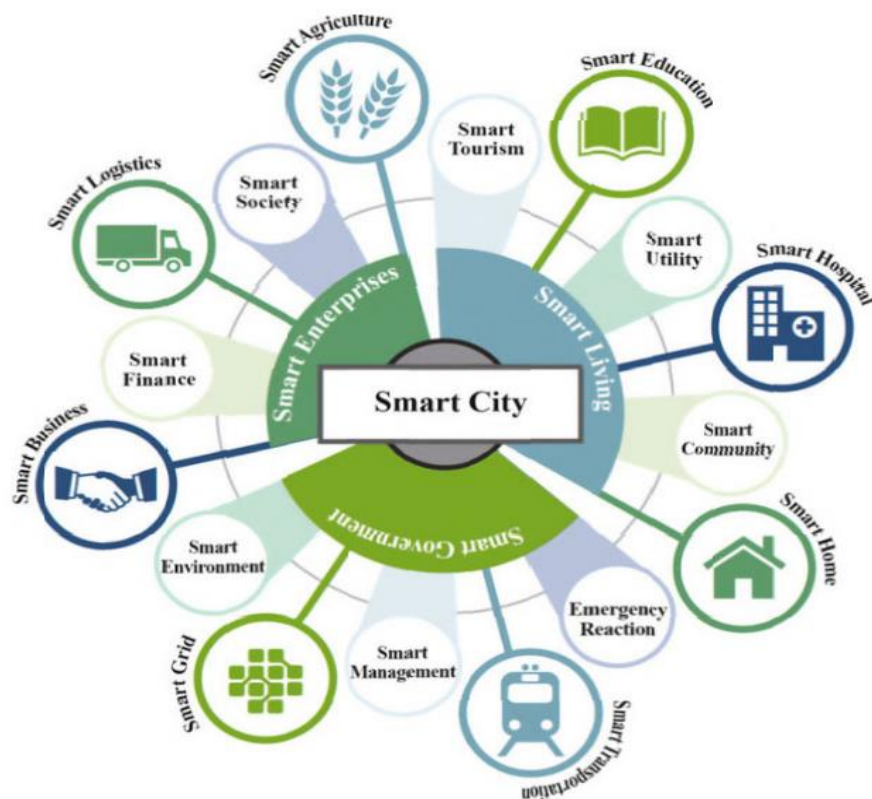 Smart Agriculture
Smart Education
Smart
Tourism
Smart Logistics
Smart
Society
Smart
Utility
Smart Hospital
Smart Enterprises
Smart Living
Smart
Finance
Smart City
Smart
Community
Smart Business
Smart Government
Smart
Environment
Smart Home
Emergency
Reaction
Smart
Management
Smart Grid
Smart Transportation